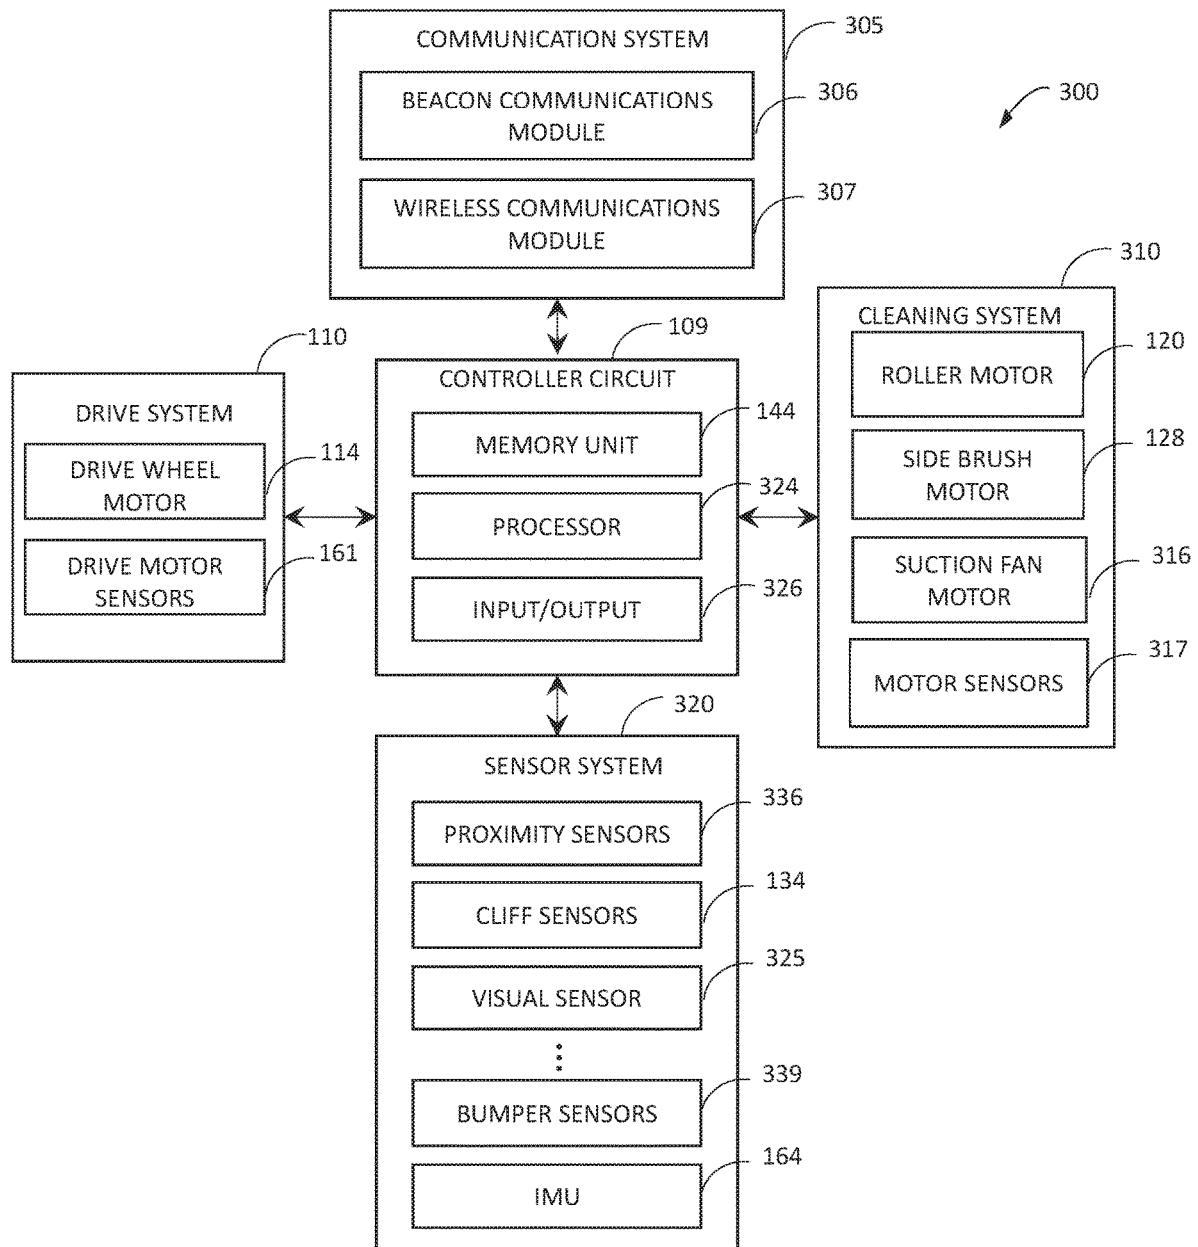 COMMUNICATION SYSTEM
305
BEACON COMMUNICATIONS
MODULE
306
300
WIRELESS COMMUNICATIONS
MODULE
307
310
CLEANING SYSTEM
ROLLER MOTOR
120
SIDE BRUSH
MOTOR
128
SUCTION FAN
MOTOR
316
MOTOR SENSORS
317
109
CONTROLLER CIRCUIT
MEMORY UNIT
144
PROCESSOR
324
INPUT/OUTPUT
326
110
DRIVE SYSTEM
DRIVE WHEEL
MOTOR
114
DRIVE MOTOR
SENSORS
161
320
SENSOR SYSTEM
PROXIMITY SENSORS
336
CLIFF SENSORS
134
VISUAL SENSOR
325
BUMPER SENSORS
339
IMU
164